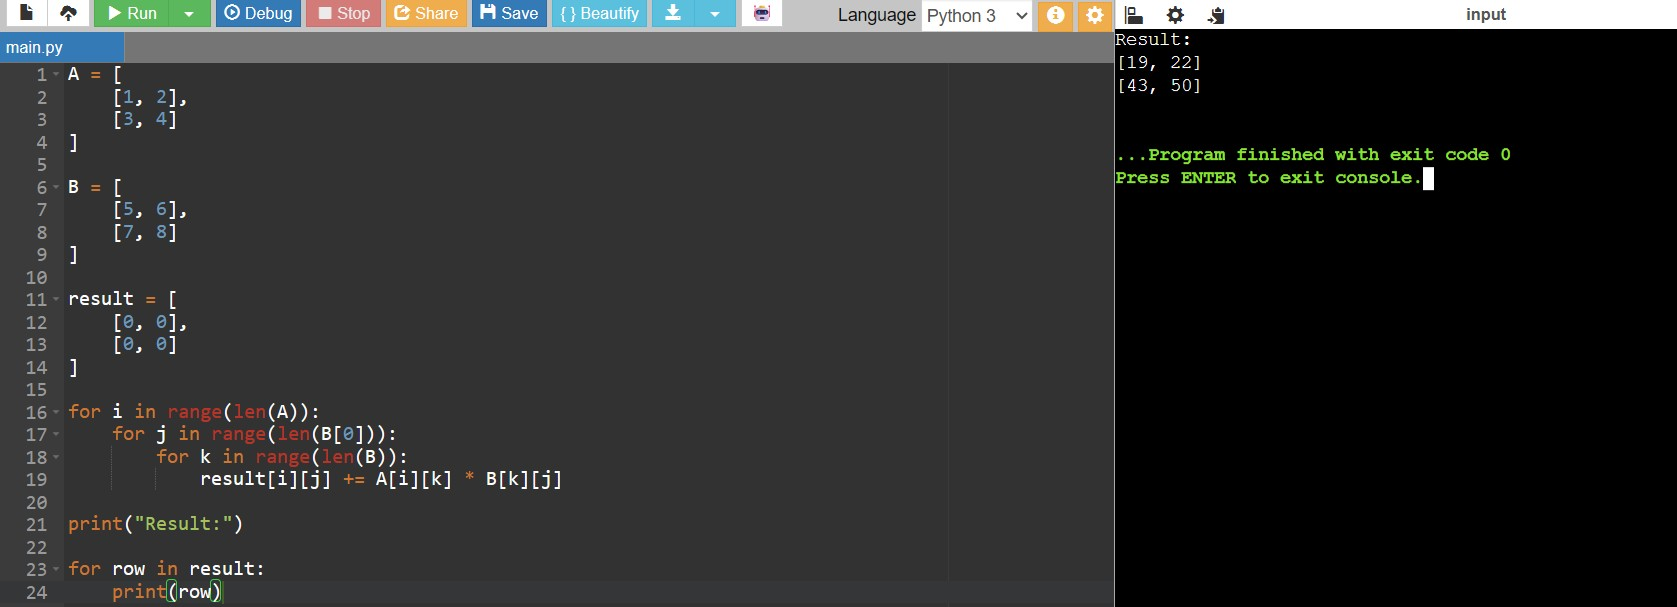 Run Debug Stop Share Save { } Beautify Language Python 3 input
main.py
1 A = [
2     [1, 2],
3     [3, 4]
4 ]
5
6 B = [
7     [5, 6],
8     [7, 8]
9 ]
10
11 result = [
12     [0, 0],
13     [0, 0]
14 ]
15
16 for i in range(len(A)):
17     for j in range(len(B[0])):
18         for k in range(len(B)):
19             result[i][j] += A[i][k] * B[k][j]
20
21 print("Result:")
22
23 for row in result:
24     print(row)
Result:
[19, 22]
[43, 50]
...Program finished with exit code 0
Press ENTER to exit console.